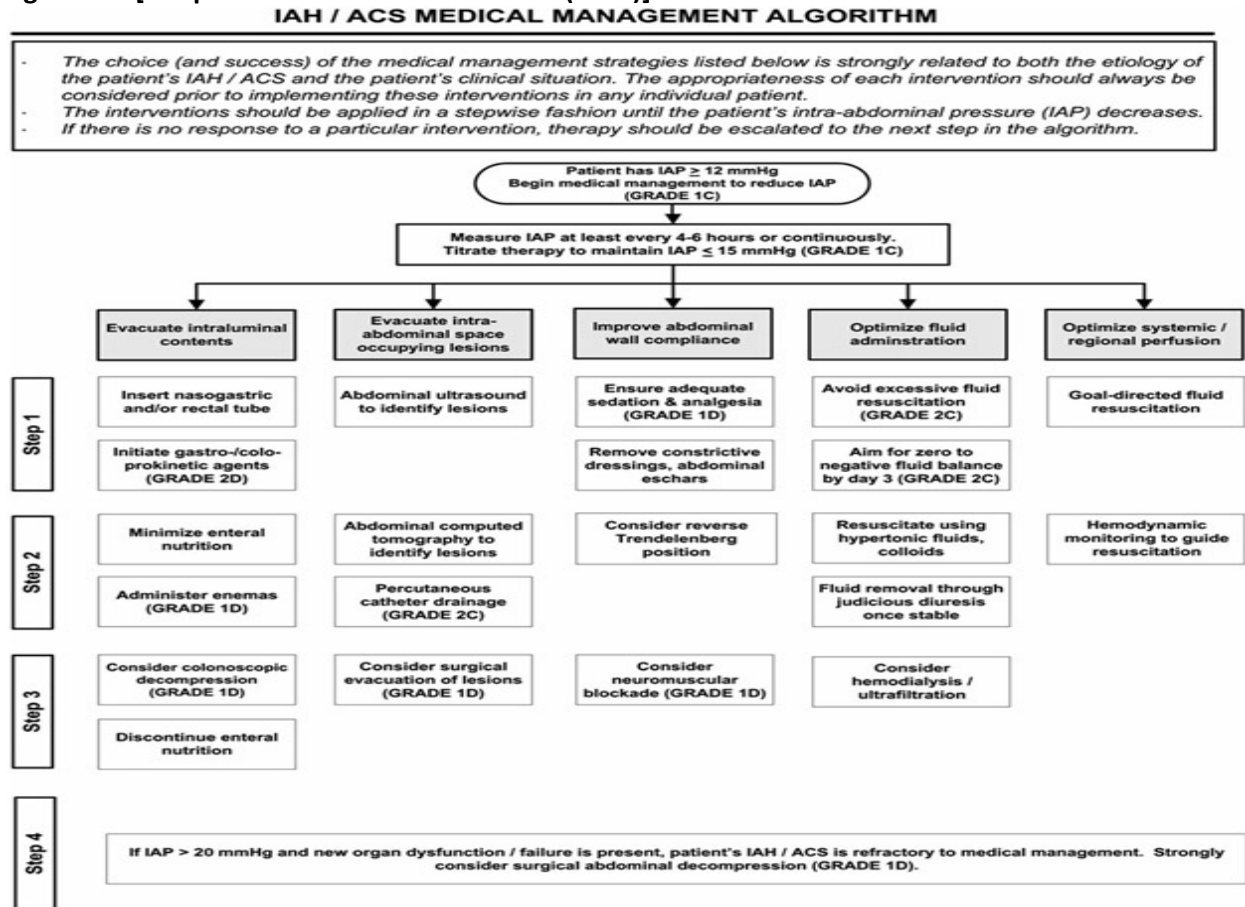 IAH / ACS MEDICAL MANAGEMENT ALGORITHM
- The choice (and success) of the medical management strategies listed below is strongly related to both the etiology of
the patient's IAH / ACS and the patient's clinical situation. The appropriateness of each intervention should always be
considered prior to implementing these interventions in any individual patient.
- The interventions should be applied in a stepwise fashion until the patient's intra-abdominal pressure (IAP) decreases.
- If there is no response to a particular intervention, therapy should be escalated to the next step in the algorithm.
Patient has IAP ≥ 12 mmHg
Begin medical management to reduce IAP
(GRADE 1C)
Measure IAP at least every 4-6 hours or continuously.
Titrate therapy to maintain IAP ≤ 15 mmHg (GRADE 1C)
Evacuate intraluminal
contents
Evacuate intra-
abdominal space
occupying lesions
Improve abdominal
wall compliance
Optimize fluid
adminstration
Optimize systemic /
regional perfusion
Step 1
Insert nasogastric
and/or rectal tube
Abdominal ultrasound
to identify lesions
Ensure adequate
sedation & analgesia
(GRADE 1D)
Avoid excessive fluid
resuscitation
(GRADE 2C)
Goal-directed fluid
resuscitation
Initiate gastro-/colo-
prokinetic agents
(GRADE 2D)
Remove constrictive
dressings, abdominal
eschars
Aim for zero to
negative fluid balance
by day 3 (GRADE 2C)
Step 2
Minimize enteral
nutrition
Abdominal computed
tomography to
identify lesions
Consider reverse
Trendelenberg
position
Resuscitate using
hypertonic fluids,
colloids
Hemodynamic
monitoring to guide
resuscitation
Administer enemas
(GRADE 1D)
Percutaneous
catheter drainage
(GRADE 2C)
Fluid removal through
judicious diuresis
once stable
Step 3
Consider colonoscopic
decompression
(GRADE 1D)
Consider surgical
evacuation of lesions
(GRADE 1D)
Consider
neuromuscular
blockade (GRADE 1D)
Consider
hemodialysis /
ultrafiltration
Discontinue enteral
nutrition
Step 4
If IAP > 20 mmHg and new organ dysfunction / failure is present, patient's IAH / ACS is refractory to medical management. Strongly
consider surgical abdominal decompression (GRADE 1D).